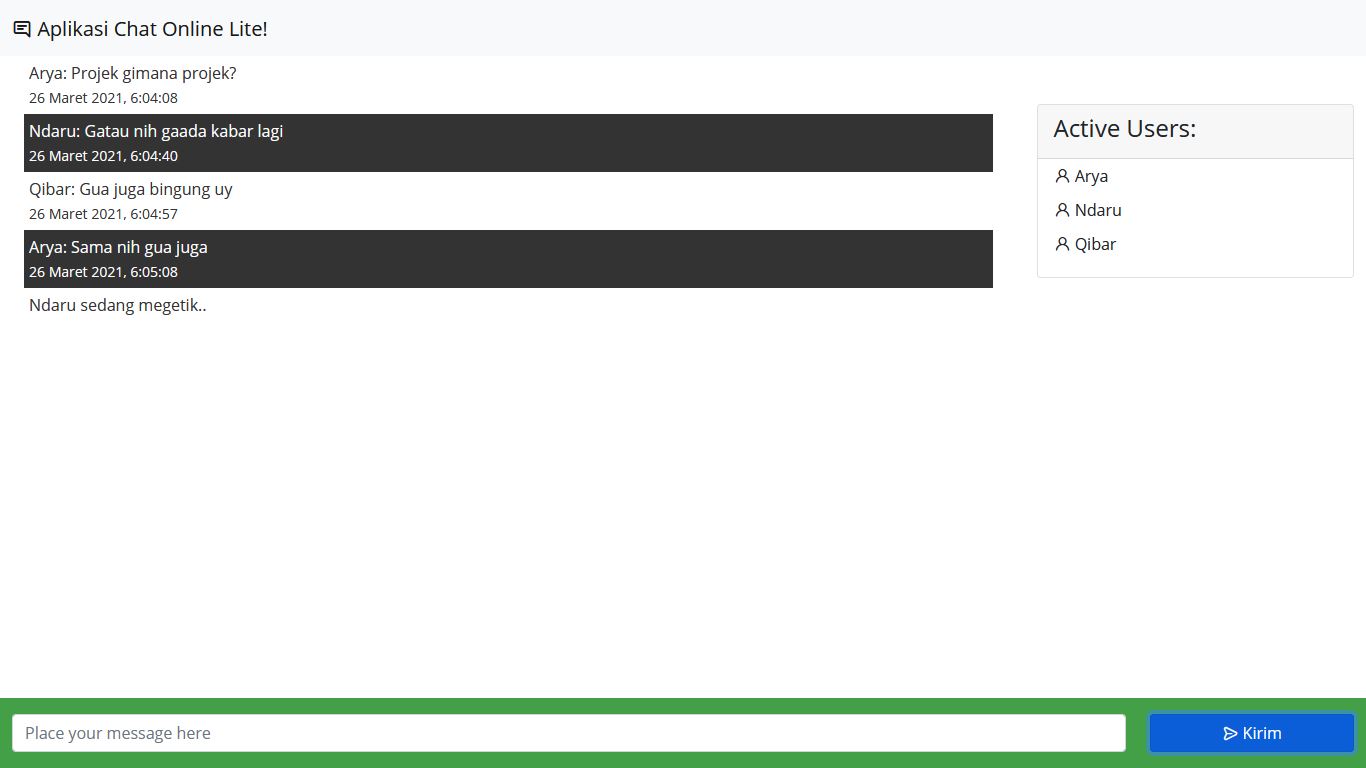 Aplikasi Chat Online Lite!
Arya: Projek gimana projek?
26 Maret 2021, 6:04:08
Ndaru: Gatau nih gaada kabar lagi
26 Maret 2021, 6:04:40
Qibar: Gua juga bingung uy
26 Maret 2021, 6:04:57
Arya: Sama nih gua juga
26 Maret 2021, 6:05:08
Ndaru sedang megetik..
Active Users:
Arya
Ndaru
Qibar
Place your message here
Kirim